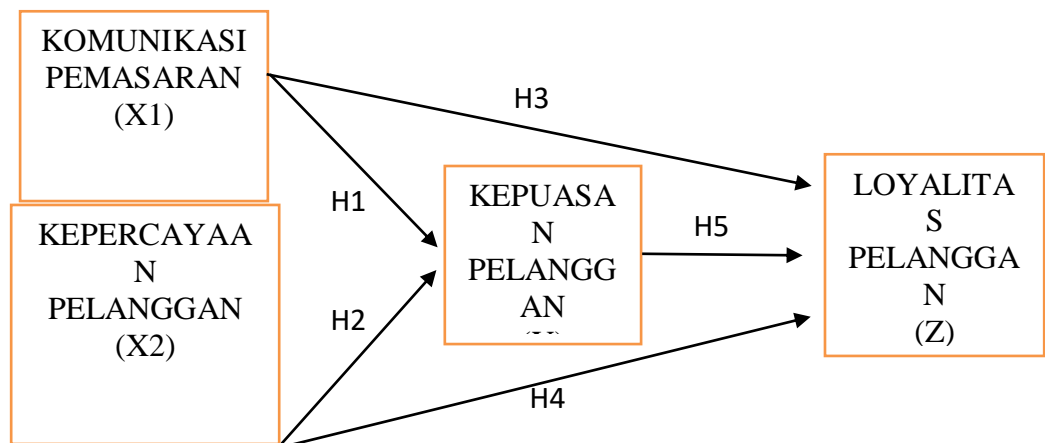 KOMUNIKASI
PEMASARAN
(X1)
H3
H1
KEPERCAYAA
N
PELANGGAN
(X2)
H2
KEPUASA
N
PELANGG
AN
H5
LOYALITA
S
PELANGGA
N
(Z)
H4